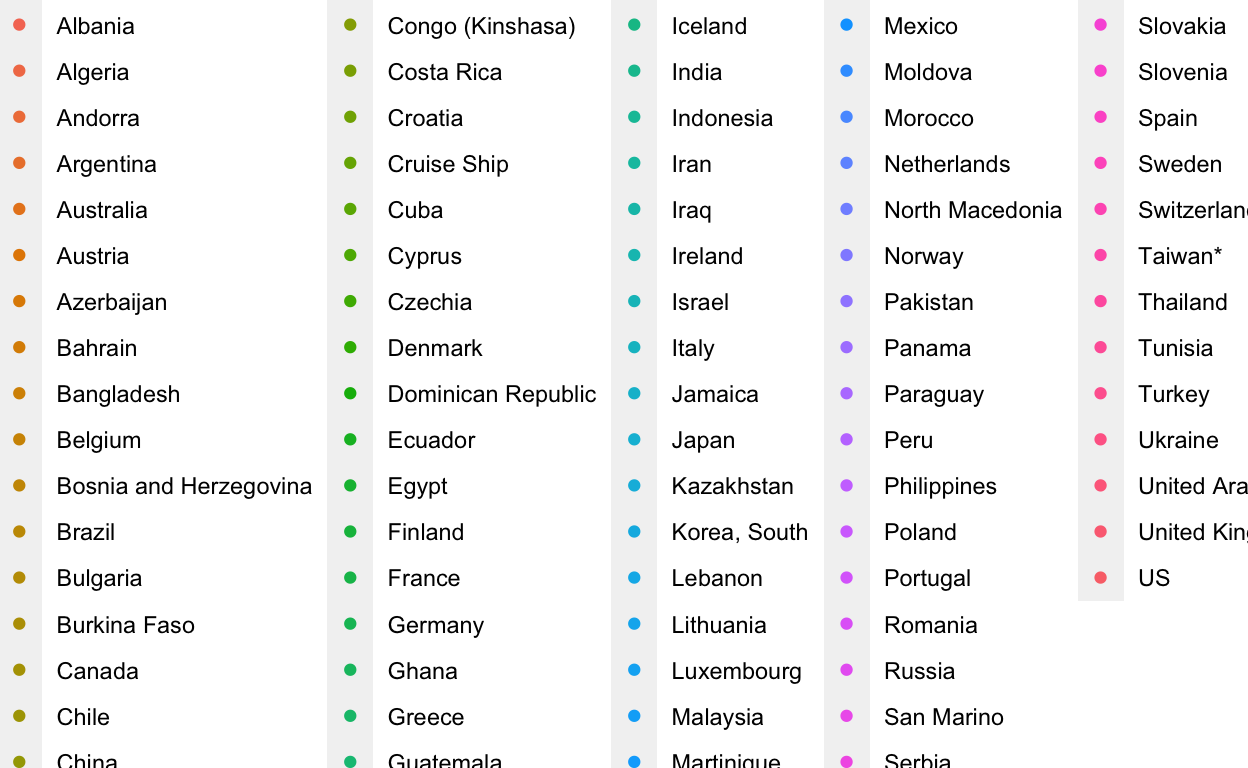 Albania
Algeria
Andorra
Argentina
Australia
Austria
Azerbaijan
Bahrain
Bangladesh
Belgium
Bosnia and Herzegovina
Brazil
Bulgaria
Burkina Faso
Canada
Chile
China
Congo (Kinshasa)
Costa Rica
Croatia
Cruise Ship
Cuba
Cyprus
Czechia
Denmark
Dominican Republic
Ecuador
Egypt
Finland
France
Germany
Ghana
Greece
Guatemala
Iceland
India
Indonesia
Iran
Iraq
Ireland
Israel
Italy
Jamaica
Japan
Kazakhstan
Korea, South
Lebanon
Lithuania
Luxembourg
Malaysia
Martinique
Mexico
Moldova
Morocco
Netherlands
North Macedonia
Norway
Pakistan
Panama
Paraguay
Peru
Philippines
Poland
Portugal
Romania
Russia
San Marino
Serbia
Slovakia
Slovenia
Spain
Sweden
Switzerlan
Taiwan*
Thailand
Tunisia
Turkey
Ukraine
United Ara
United Kin
US